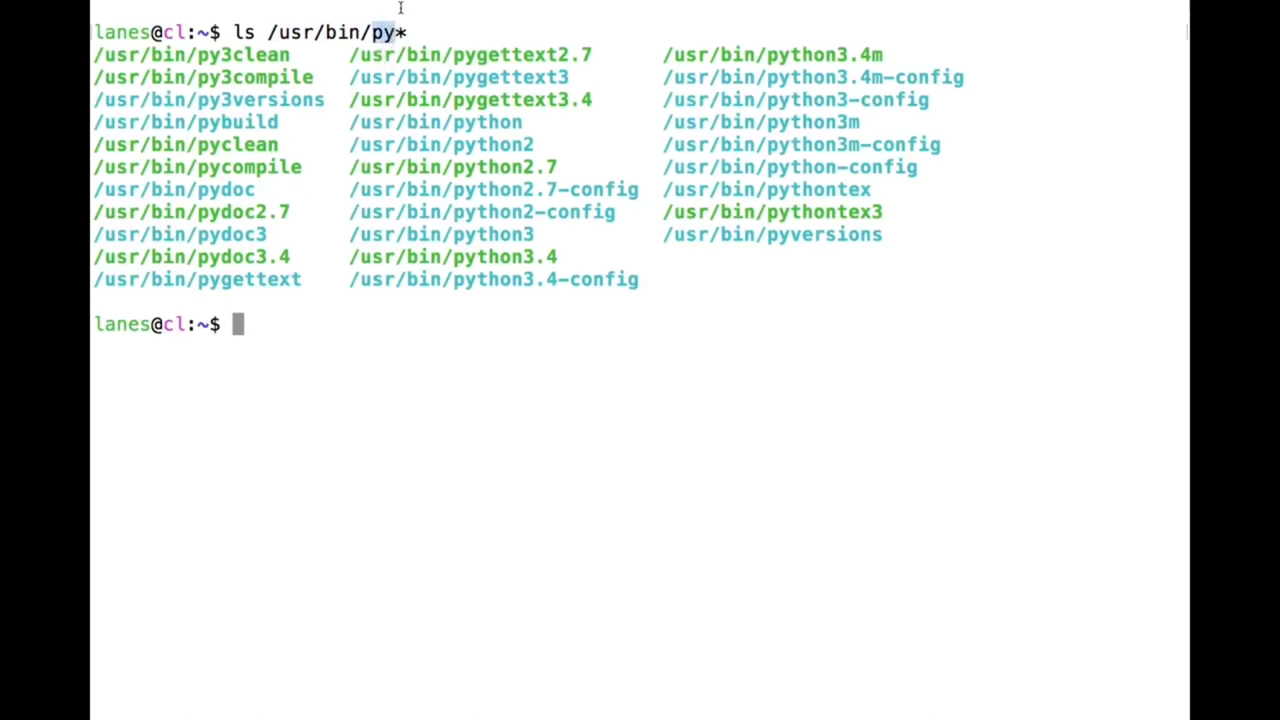 lanes@cl:~$ ls /usr/bin/py*
/usr/bin/py3clean /usr/bin/pygettext2.7 /usr/bin/python3.4m
/usr/bin/py3compile /usr/bin/pygettext3 /usr/bin/python3.4m-config
/usr/bin/py3versions /usr/bin/pygettext3.4 /usr/bin/python3-config
/usr/bin/pybuild /usr/bin/python /usr/bin/python3m
/usr/bin/pyclean /usr/bin/python2 /usr/bin/python3m-config
/usr/bin/pycompile /usr/bin/python2.7 /usr/bin/python-config
/usr/bin/pydoc /usr/bin/python2.7-config /usr/bin/pythontex
/usr/bin/pydoc2.7 /usr/bin/python2-config /usr/bin/pythontex3
/usr/bin/pydoc3 /usr/bin/python3 /usr/bin/pyversions
/usr/bin/pydoc3.4 /usr/bin/python3.4
/usr/bin/pygettext /usr/bin/python3.4-config
lanes@cl:~$